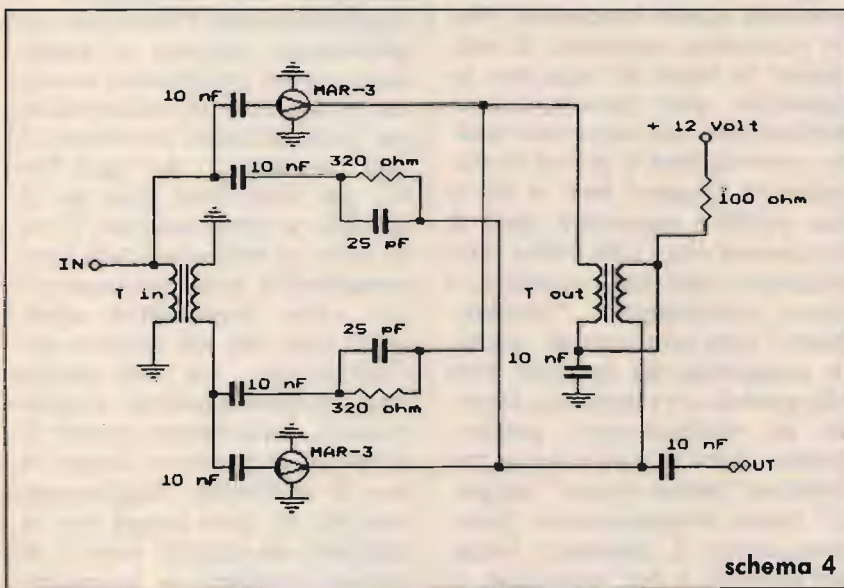 10 nF
MAR-3
+ 12 Volt
10 nF
320 ohm
100 ohm
25 pF
IN
T in
T out
25 pF
10 nF
10 nF
320 ohm
MAR-3
10 nF
10 nF
OUT
schema 4